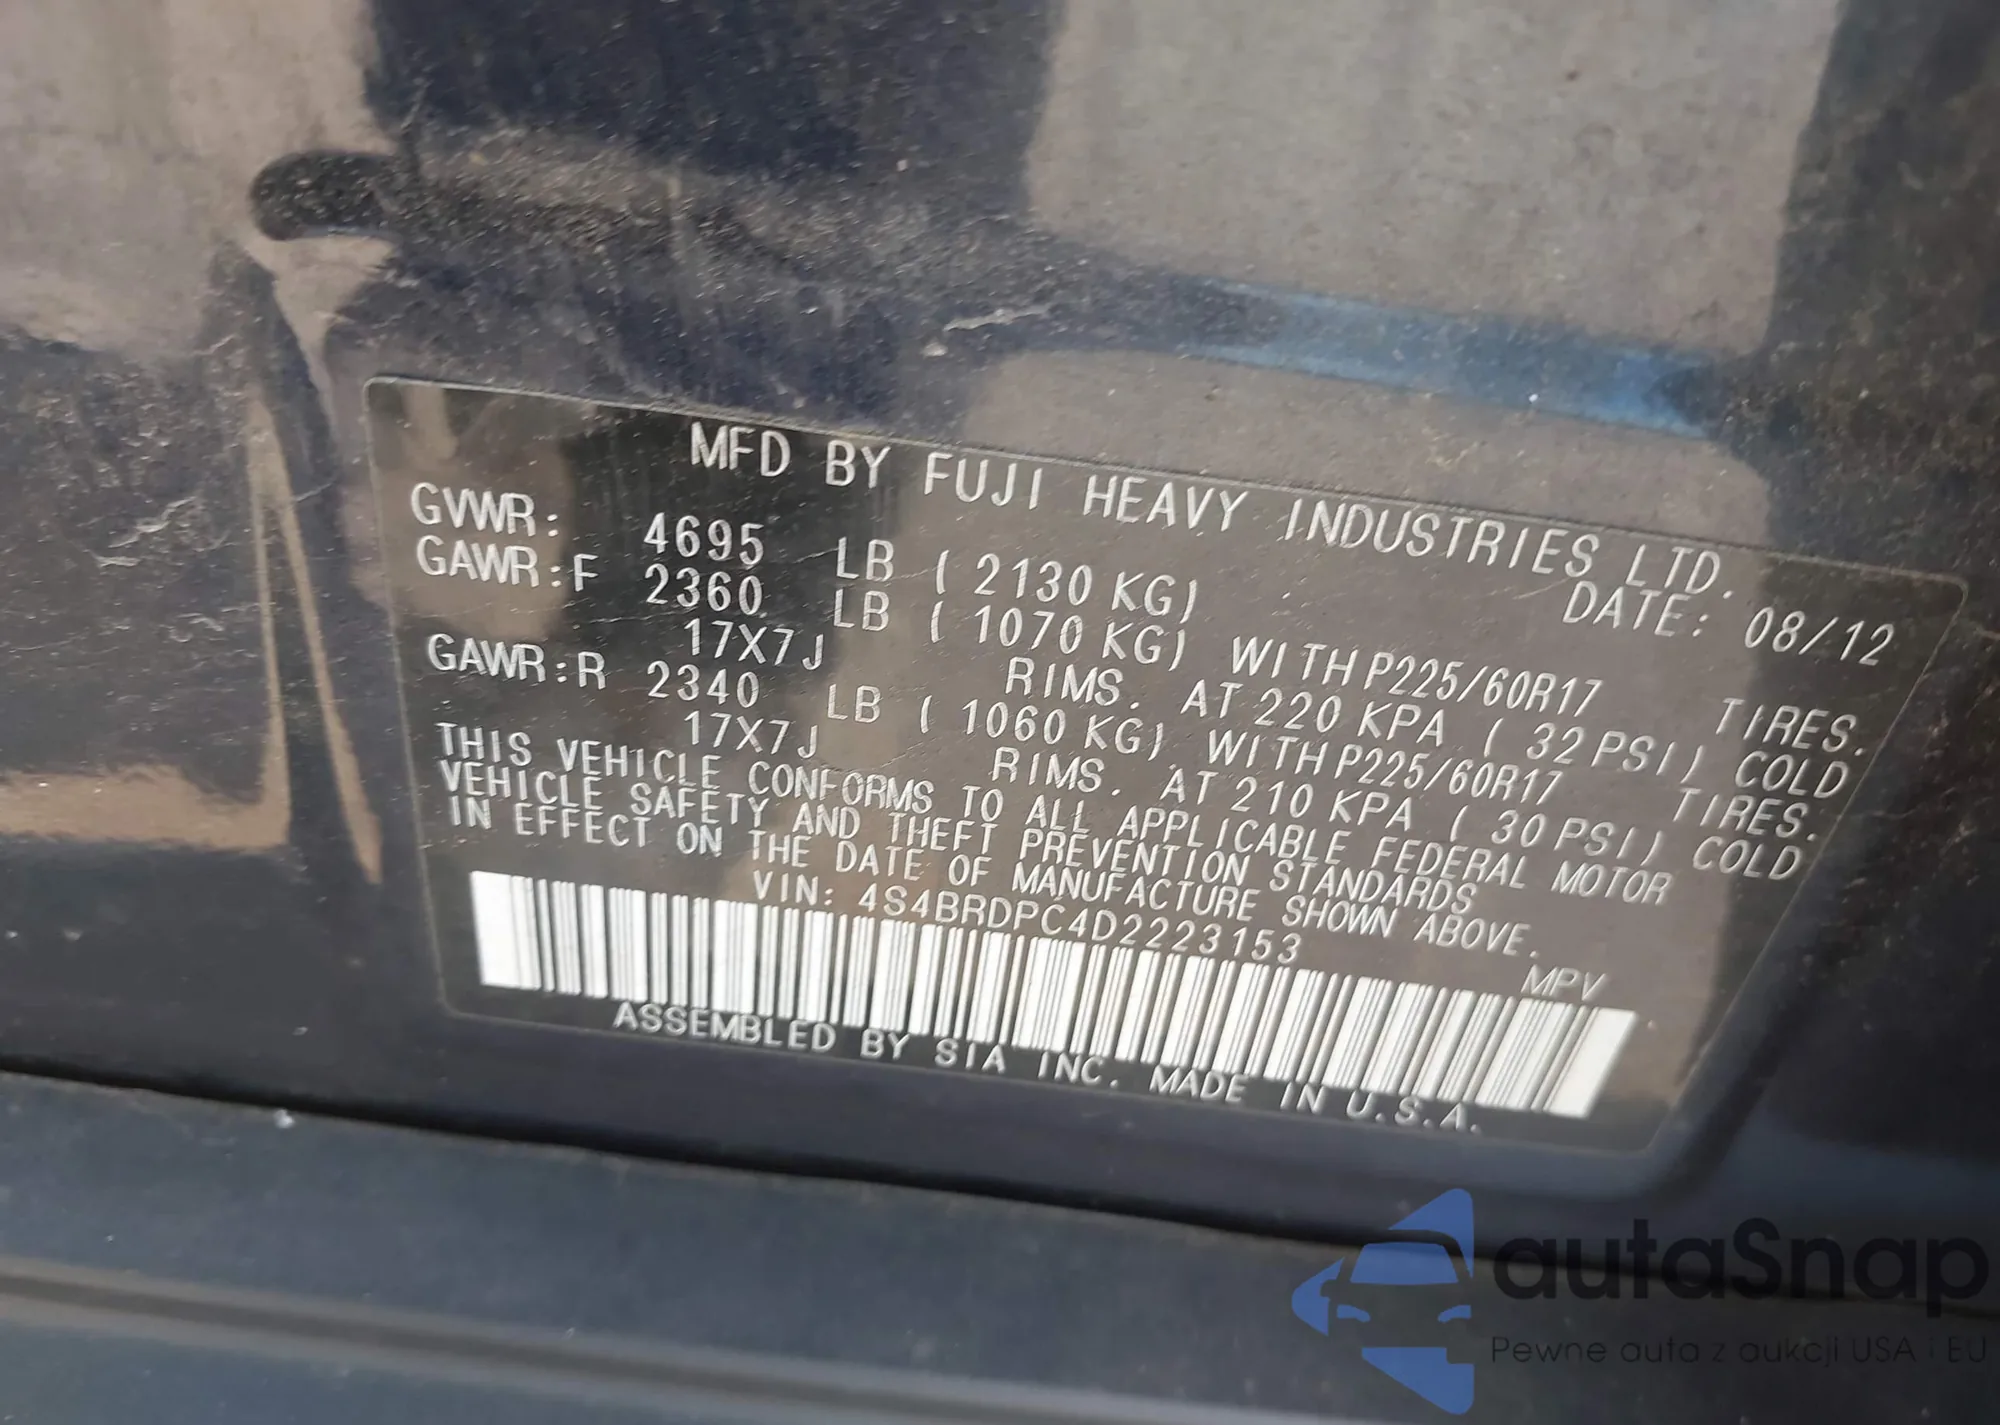 MFD BY FUJI HEAVY INDUSTRIES LTD.
GVWR: 4695 LB ( 2130 KG) DATE: 08/12
GAWR:F 2360 LB ( 1070 KG) WITH P225/60R17 TIRES.
17X7J RIMS. AT 220 KPA ( 32 PSI) COLD
GAWR:R 2340 LB ( 1060 KG) WITH P225/60R17 TIRES.
17X7J RIMS. AT 210 KPA ( 30 PSI) COLD
THIS VEHICLE CONFORMS TO ALL APPLICABLE FEDERAL MOTOR
VEHICLE SAFETY AND THEFT PREVENTION STANDARDS
IN EFFECT ON THE DATE OF MANUFACTURE SHOWN ABOVE.
VIN: 4S4BRDPC4D2223153 MPV
ASSEMBLED BY SIA INC. MADE IN U.S.A.
autaSnap
Pewne auta z aukcji USA i EU